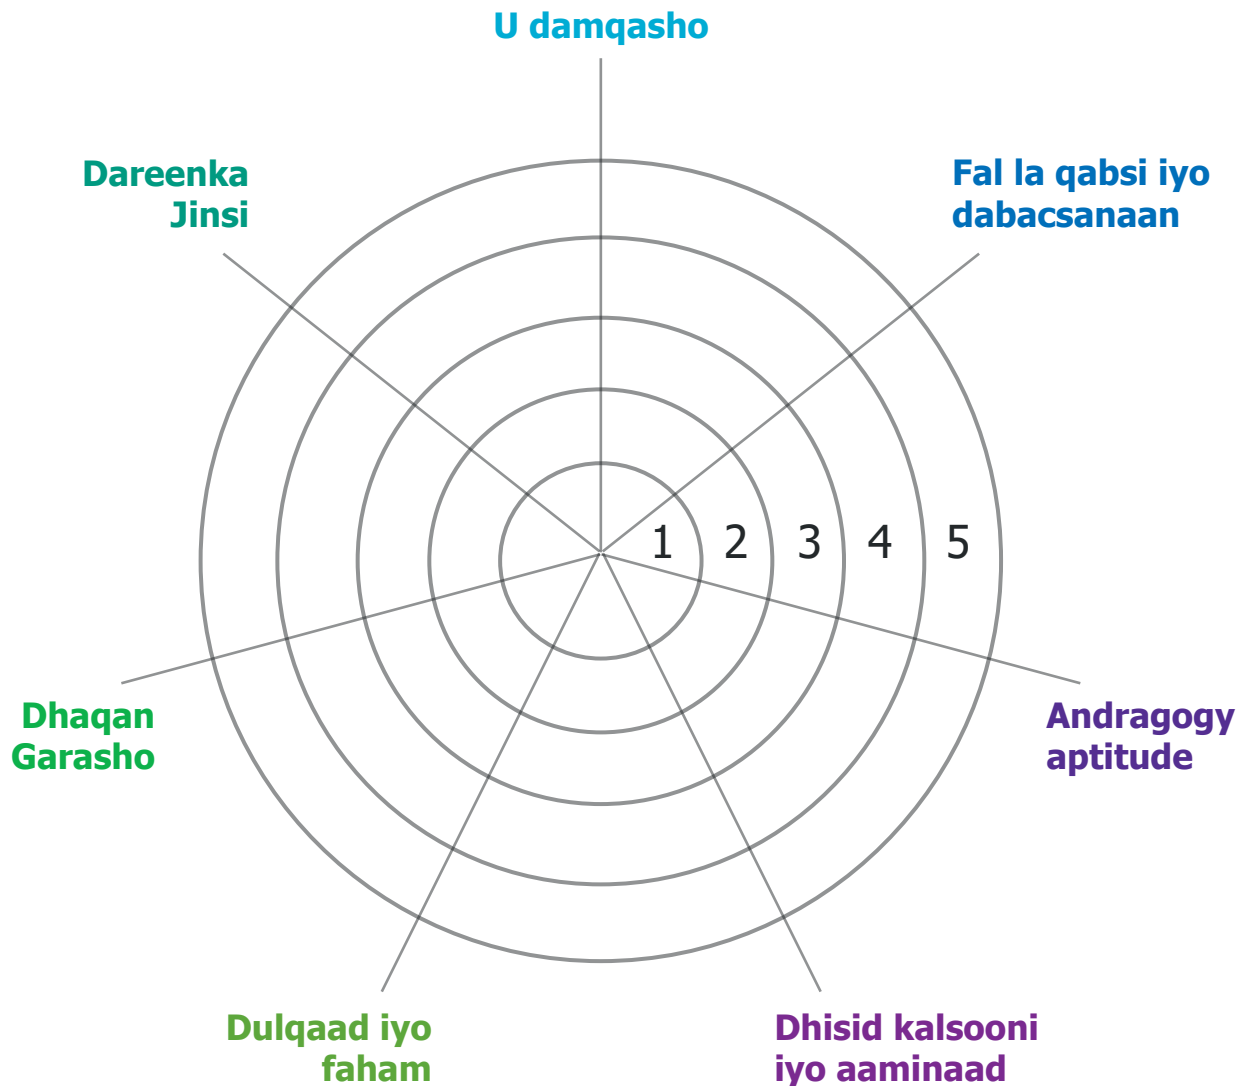 U damqasho
Dareenka
Jinsi
Fal la qabsi iyo
dabacsanaan
1 2 3 4 5
Dhaqan
Garasho
Andragogy
aptitude
Dulqaad iyo
faham
Dhisid kalsooni
iyo aaminaad